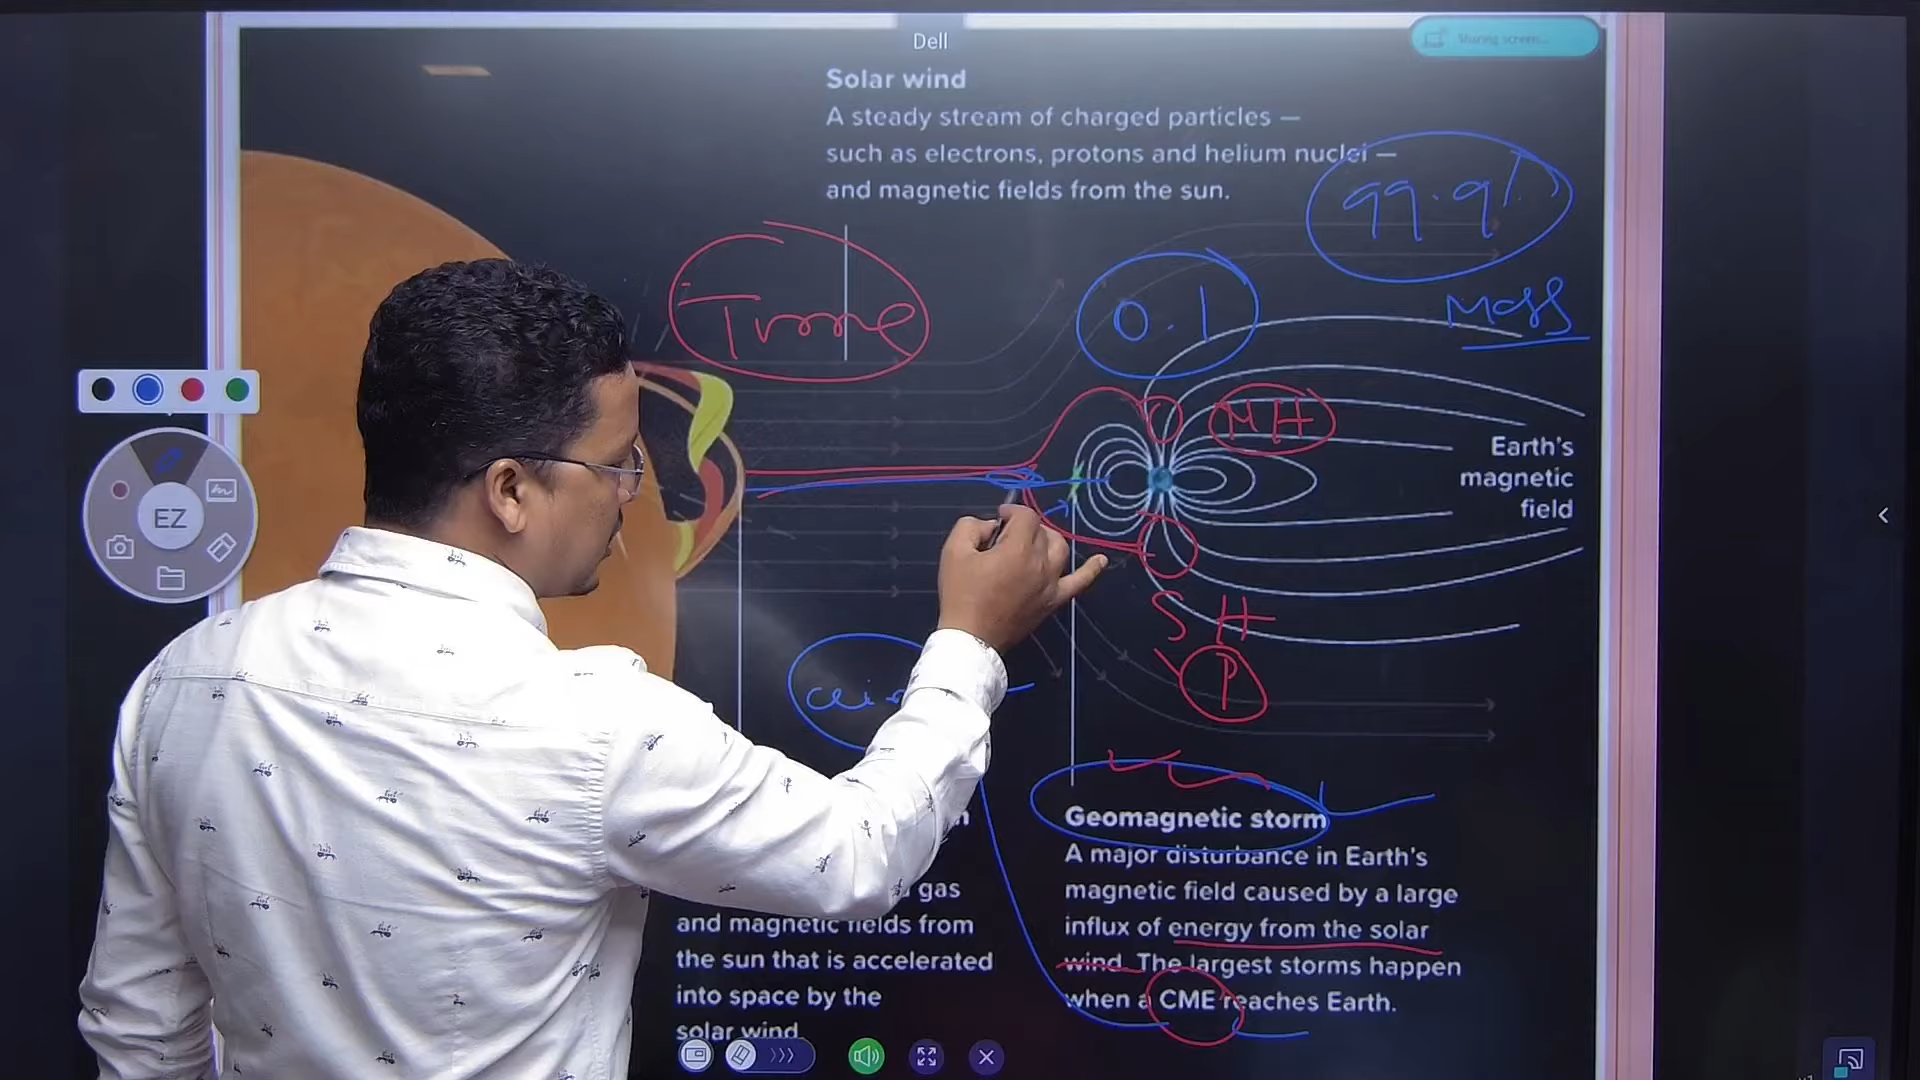 Dell
Sharing screen...
Solar wind
A steady stream of charged particles —
such as electrons, protons and helium nuclei —
and magnetic fields from the sun.
99.9%
Mass
0.1
MH
Earth's
magnetic
field
EZ
SH
P
Geomagnetic storm
A major disturbance in Earth's
magnetic field caused by a large
influx of energy from the solar
wind. The largest storms happen
when a CME reaches Earth.
gas
and magnetic fields from
the sun that is accelerated
into space by the
solar wind.